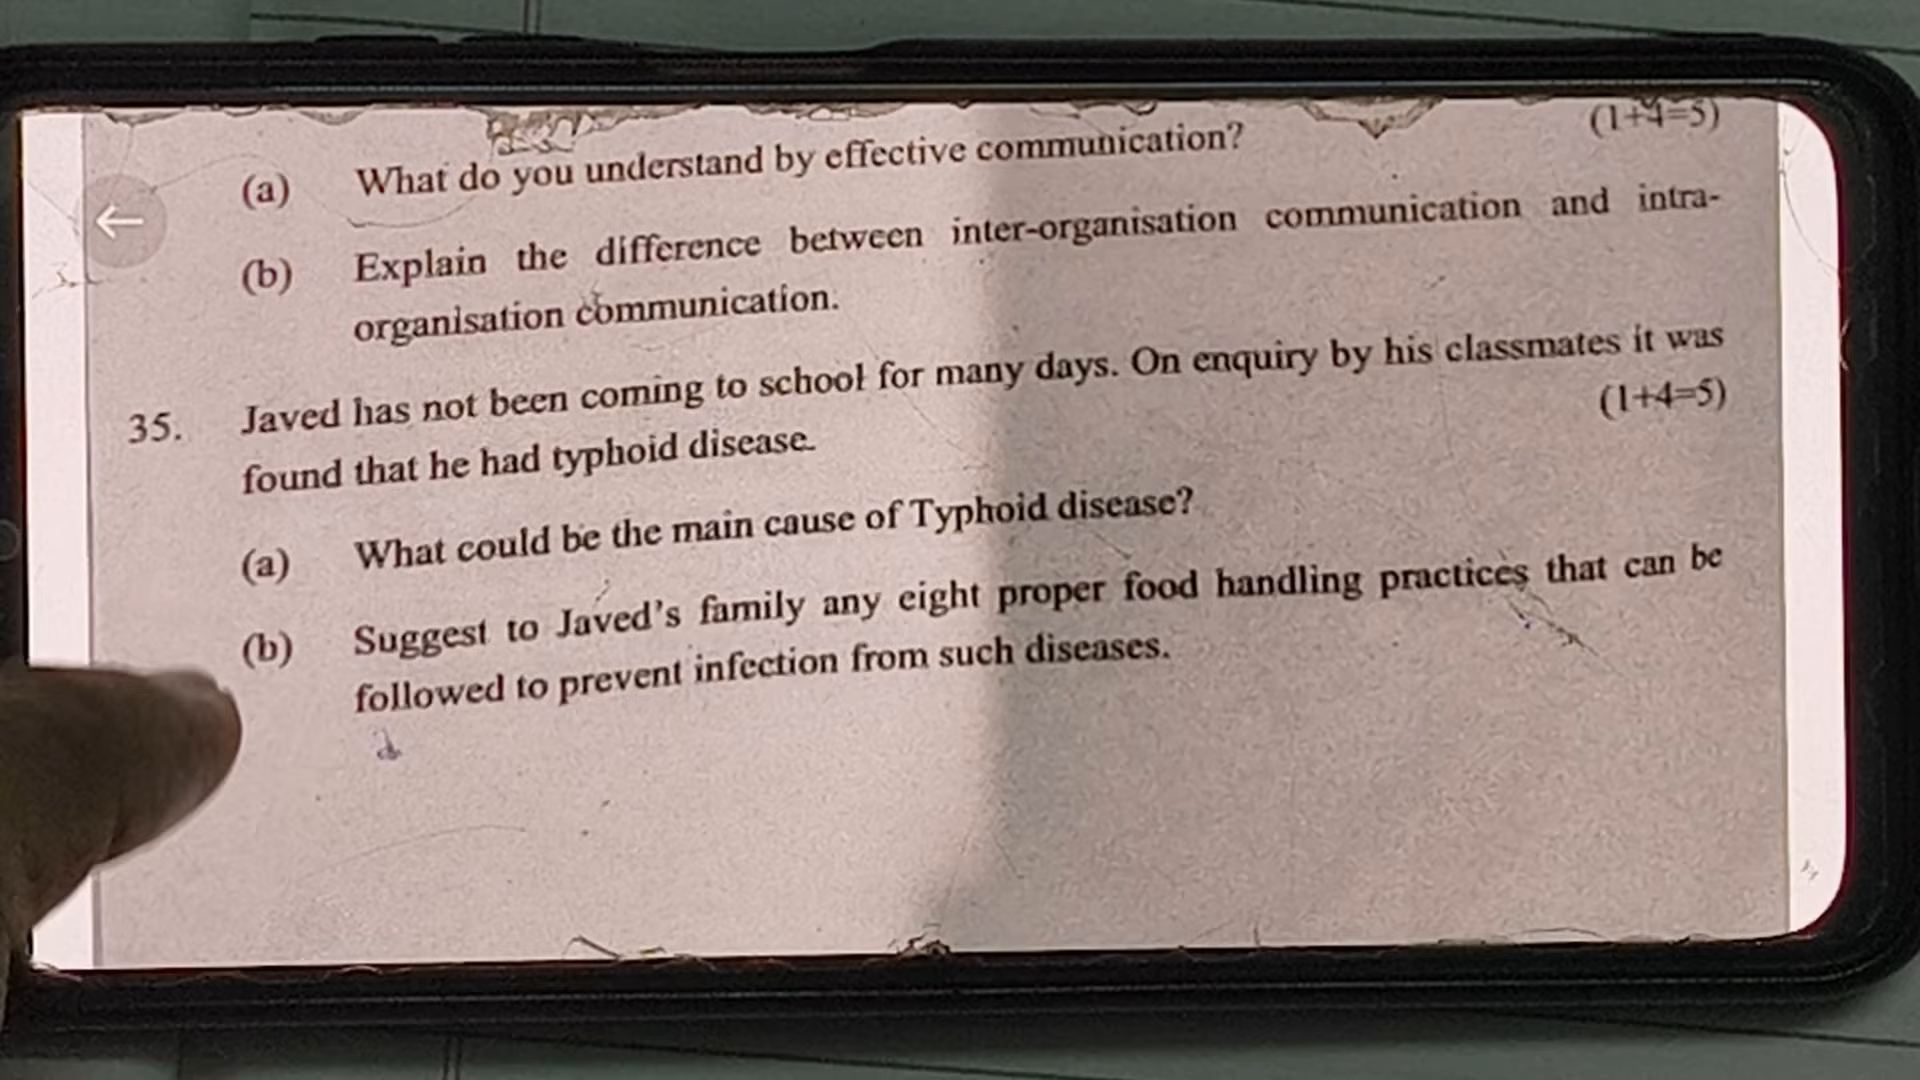 (1+4=5)
(a) What do you understand by effective communication?
(b) Explain the difference between inter-organisation communication and intra-
organisation communication.
35. Javed has not been coming to school for many days. On enquiry by his classmates it was
found that he had typhoid disease. (1+4=5)
(a) What could be the main cause of Typhoid disease?
(b) Suggest to Javed's family any eight proper food handling practices that can be
followed to prevent infection from such diseases.